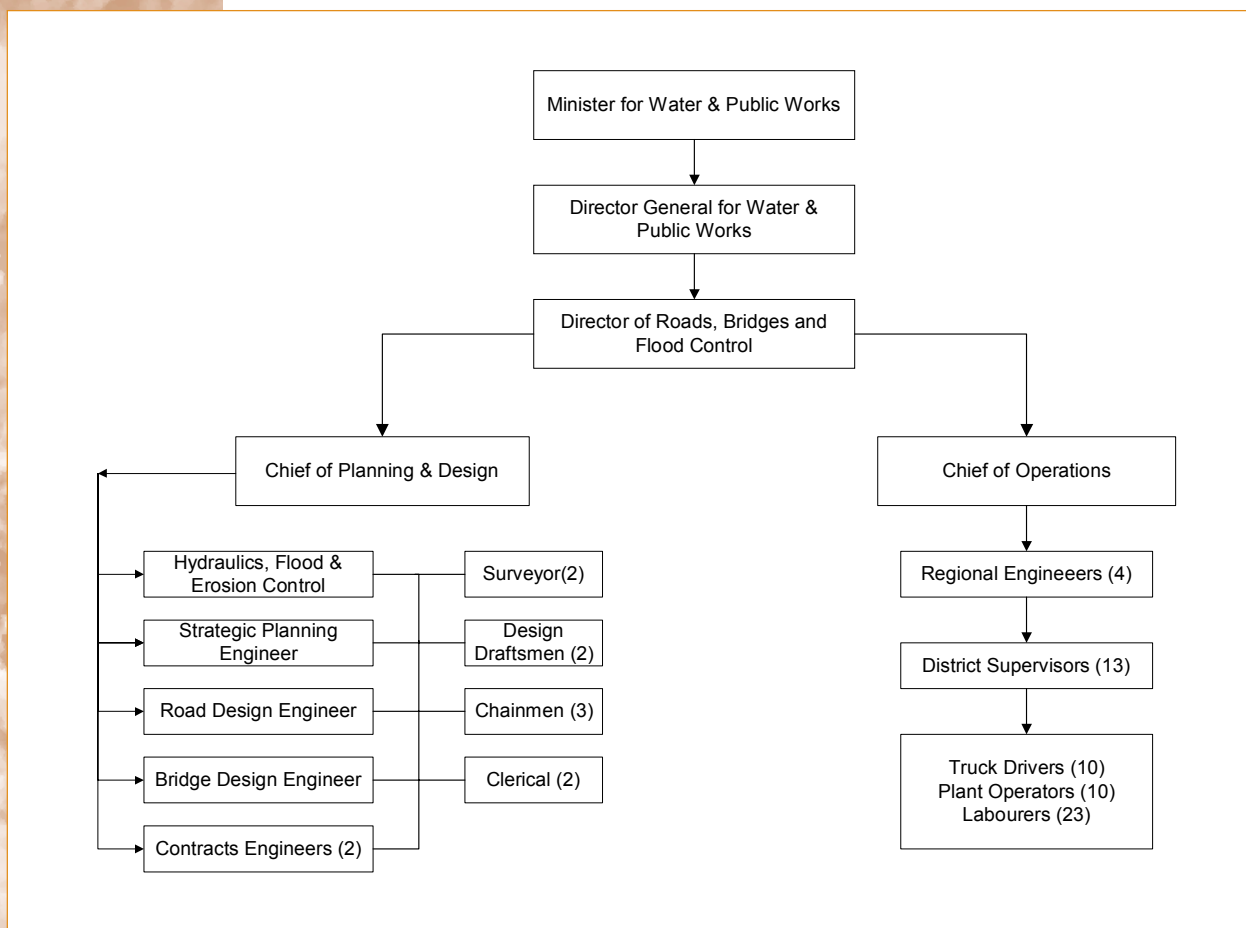 Minister for Water & Public Works
Director General for Water &
Public Works
Director of Roads, Bridges and
Flood Control
Chief of Planning & Design
Chief of Operations
Hydraulics, Flood &
Erosion Control
Surveyor(2)
Regional Engineeers (4)
Strategic Planning
Engineer
Design
Draftsmen (2)
District Supervisors (13)
Road Design Engineer
Chainmen (3)
Bridge Design Engineer
Clerical (2)
Truck Drivers (10)
Plant Operators (10)
Labourers (23)
Contracts Engineers (2)